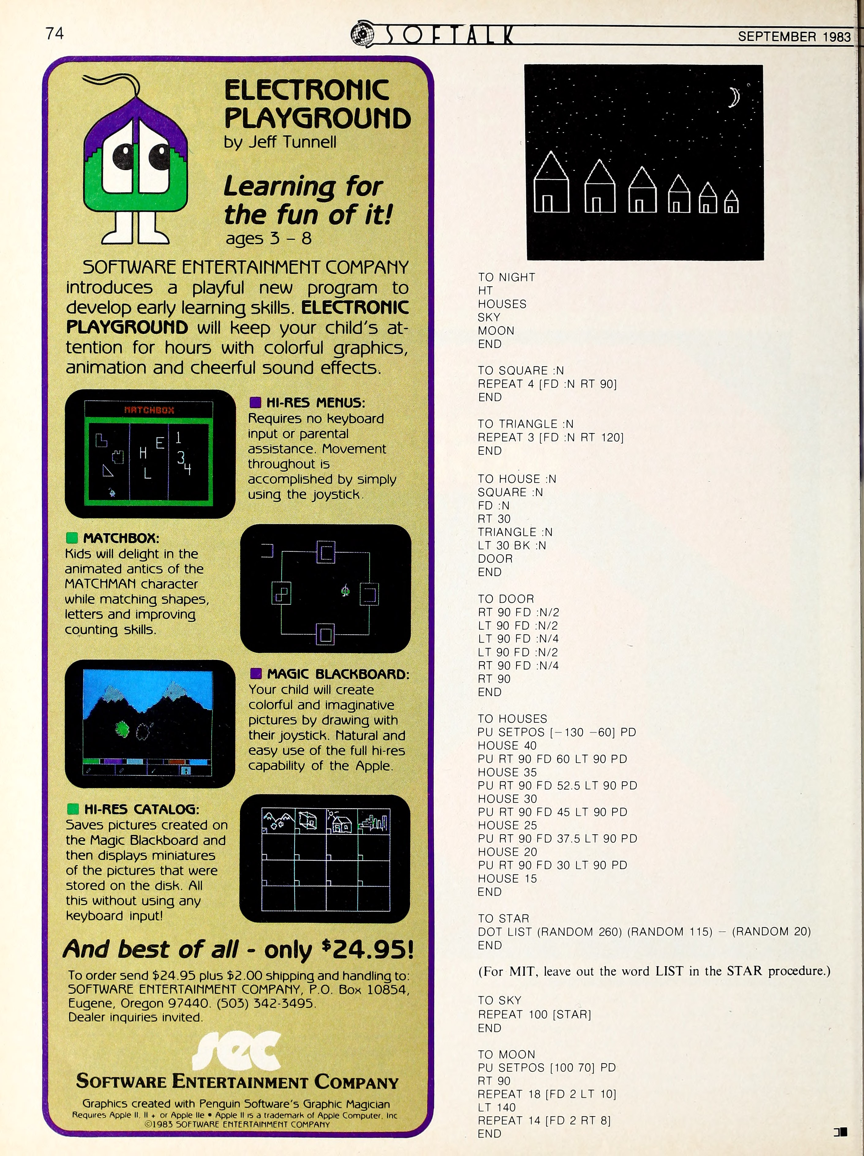 74
SOFTALK
SEPTEMBER 1983
ELECTRONIC
PLAYGROUND
by Jeff Tunnell
Learning for
the fun of it!
ages 3 – 8
SOFTWARE ENTERTAINMENT COMPANY
introduces a playful new program to
develop early learning skills. ELECTRONIC
PLAYGROUND will keep your child's at-
tention for hours with colorful graphics,
animation and cheerful sound effects.
MATCHBOX
H E L
1 3 4
HI-RES MENUS:
Requires no keyboard
input or parental
assistance. Movement
throughout is
accomplished by simply
using the joystick.
MATCHBOX:
Kids will delight in the
animated antics of the
MATCHMAN character
while matching shapes,
letters and improving
counting skills.
MAGIC BLACKBOARD:
Your child will create
colorful and imaginative
pictures by drawing with
their joystick. Natural and
easy use of the full hi-res
capability of the Apple.
HI-RES CATALOG:
Saves pictures created on
the Magic Blackboard and
then displays miniatures
of the pictures that were
stored on the disk. All
this without using any
keyboard input!
And best of all - only $24.95!
To order send $24.95 plus $2.00 shipping and handling to:
SOFTWARE ENTERTAINMENT COMPANY, P.O. Box 10854,
Eugene, Oregon 97440. (503) 342-3495.
Dealer inquiries invited.
sec
SOFTWARE ENTERTAINMENT COMPANY
Graphics created with Penguin Software's Graphic Magician
Requires Apple II, II + or Apple IIe • Apple II is a trademark of Apple Computer, Inc
©1983 SOFTWARE ENTERTAINMENT COMPANY
TO NIGHT
HT
HOUSES
SKY
MOON
END
TO SQUARE :N
REPEAT 4 [FD :N RT 90]
END
TO TRIANGLE :N
REPEAT 3 [FD :N RT 120]
END
TO HOUSE :N
SQUARE :N
FD :N
RT 30
TRIANGLE :N
LT 30 BK :N
DOOR
END
TO DOOR
RT 90 FD :N/2
LT 90 FD :N/2
LT 90 FD :N/4
LT 90 FD :N/2
RT 90 FD :N/4
RT 90
END
TO HOUSES
PU SETPOS [−130 −60] PD
HOUSE 40
PU RT 90 FD 60 LT 90 PD
HOUSE 35
PU RT 90 FD 52.5 LT 90 PD
HOUSE 30
PU RT 90 FD 45 LT 90 PD
HOUSE 25
PU RT 90 FD 37.5 LT 90 PD
HOUSE 20
PU RT 90 FD 30 LT 90 PD
HOUSE 15
END
TO STAR
DOT LIST (RANDOM 260) (RANDOM 115) − (RANDOM 20)
END
(For MIT, leave out the word LIST in the STAR procedure.)
TO SKY
REPEAT 100 [STAR]
END
TO MOON
PU SETPOS [100 70] PD
RT 90
REPEAT 18 [FD 2 LT 10]
LT 140
REPEAT 14 [FD 2 RT 8]
END